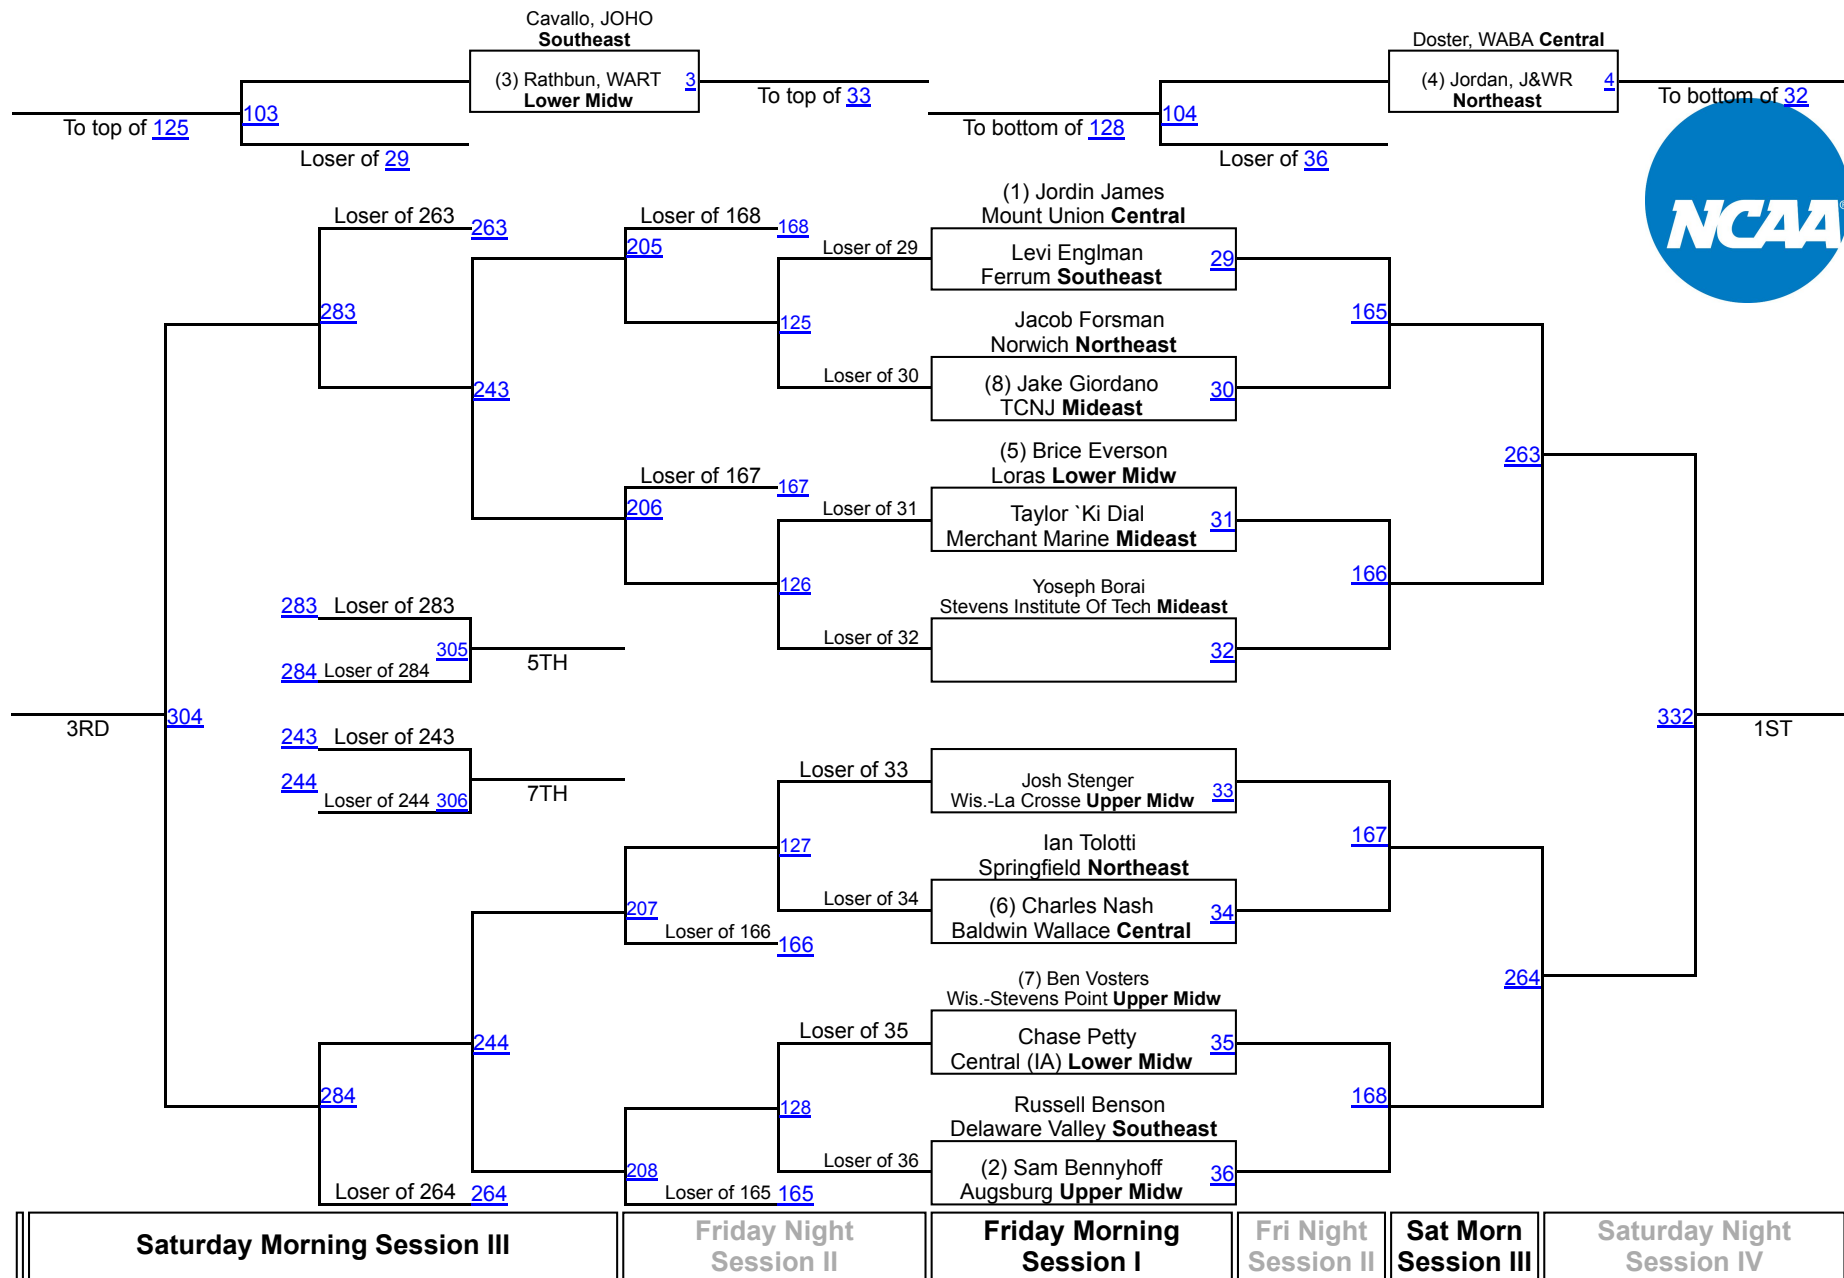 Cavallo, JOHO
Southeast
(3) Rathbun, WART 3
Lower Midw
To top of 33
103
To top of 125
Loser of 29
Doster, WABA Central
(4) Jordan, J&WR 4
Northeast
To bottom of 32
104
To bottom of 128
Loser of 36
NCAA®
(1) Jordin James
Mount Union Central
Loser of 263 263
Loser of 168 168
205
Loser of 29
Levi Englman 29
Ferrum Southeast
283
125
Jacob Forsman
Norwich Northeast
165
Loser of 30
(8) Jake Giordano 30
TCNJ Mideast
243
(5) Brice Everson
Loras Lower Midw
263
Loser of 167 167
206
Loser of 31
Taylor `Ki Dial 31
Merchant Marine Mideast
126
166
Yoseph Borai
Stevens Institute Of Tech Mideast
283 Loser of 283
Loser of 32
32
305
5TH
284 Loser of 284
3RD
304
332
1ST
243 Loser of 243
244
Loser of 244 306
7TH
Loser of 33
Josh Stenger 33
Wis.-La Crosse Upper Midw
127
Ian Tolotti
Springfield Northeast
167
Loser of 34
(6) Charles Nash 34
Baldwin Wallace Central
207
Loser of 166 166
(7) Ben Vosters
Wis.-Stevens Point Upper Midw
264
244
Loser of 35
Chase Petty 35
Central (IA) Lower Midw
284
128
Russell Benson
Delaware Valley Southeast
168
Loser of 36
(2) Sam Bennyhoff 36
Augsburg Upper Midw
208
Loser of 264 264
Loser of 165 165
Saturday Morning Session III
Friday Night
Session II
Friday Morning
Session I
Fri Night
Session II
Sat Morn
Session III
Saturday Night
Session IV